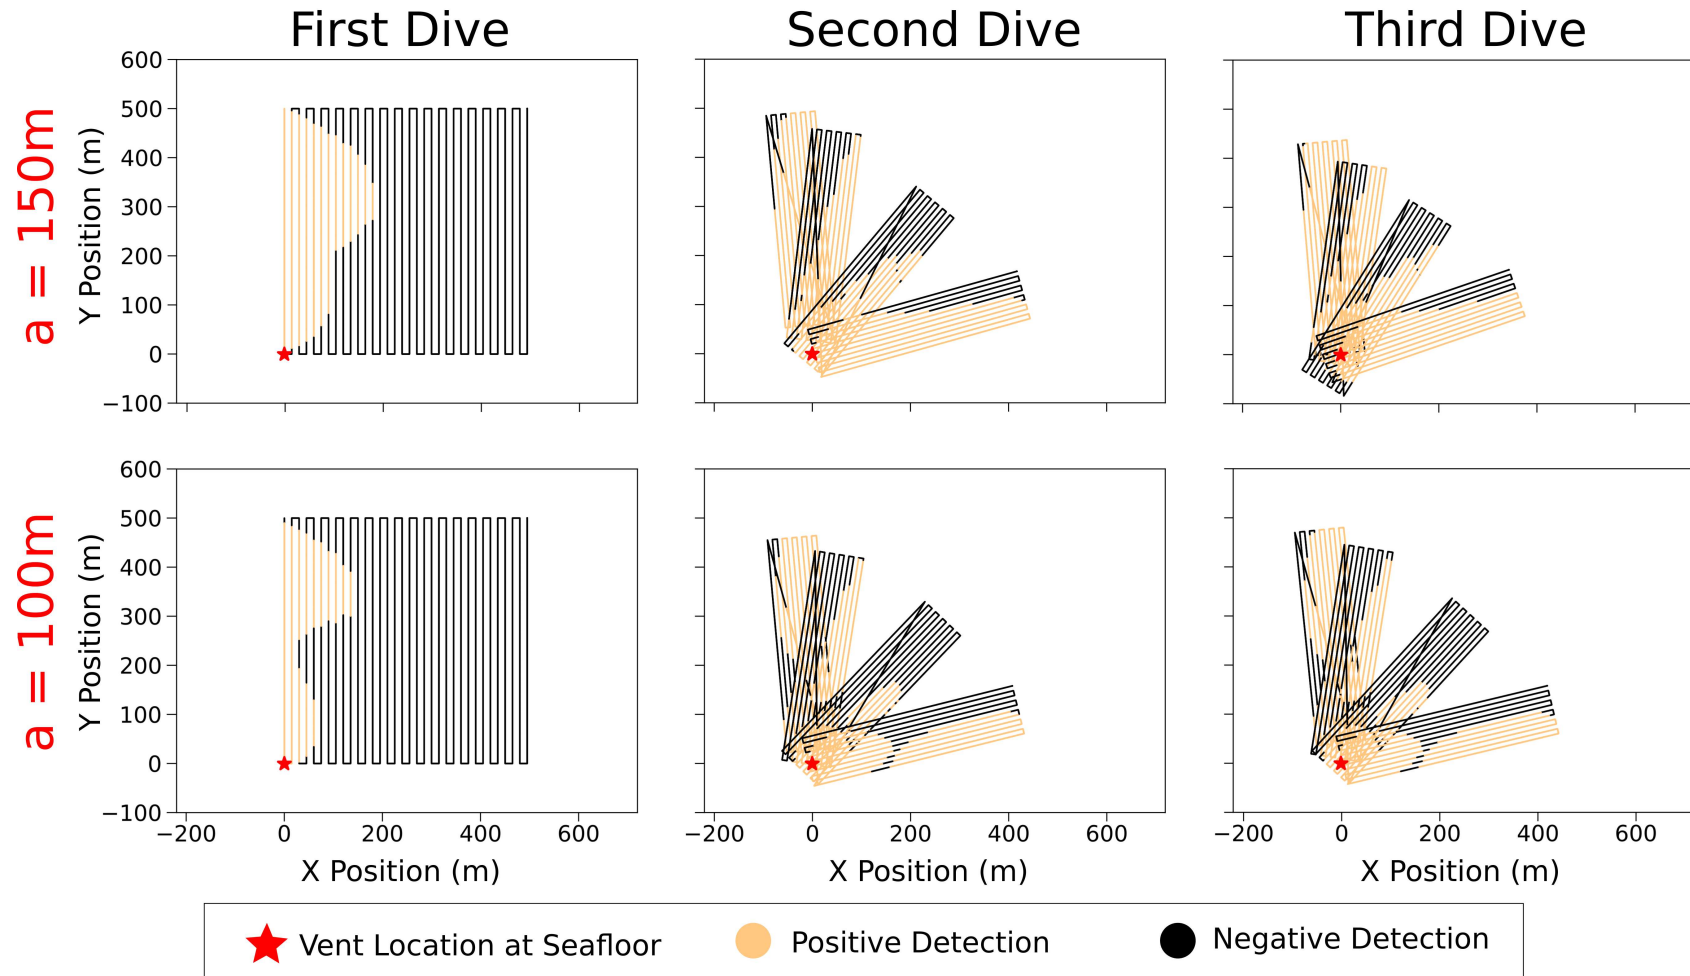 First Dive
Second Dive
Third Dive
a = 150m
Y Position (m)
600
500
400
300
200
100
0
−100
a = 100m
Y Position (m)
600
500
400
300
200
100
0
−100
−200 0 200 400 600
−200 0 200 400 600
−200 0 200 400 600
X Position (m)
X Position (m)
X Position (m)
Vent Location at Seafloor
Positive Detection
Negative Detection